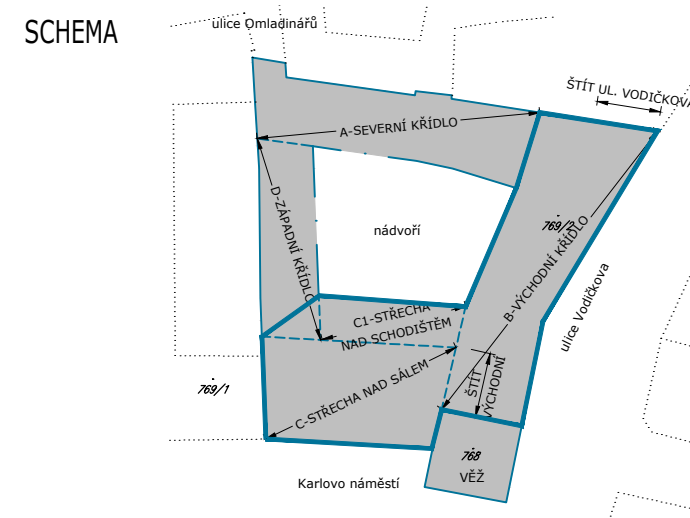 SCHEMA
ulice Omladinářů
ŠTÍT UL. VODIČKOVA
A-SEVERNÍ KŘÍDLO
D-ZÁPADNÍ KŘÍDLO
nádvoří
769/2
B-VÝCHODNÍ KŘÍDLO
ulice Vodičkova
C1-STŘECHA
NAD SCHODIŠTĚM
C-STŘECHA NAD SÁLEM
ŠTÍT
VÝCHODNÍ
769/1
768
VĚŽ
Karlovo náměstí